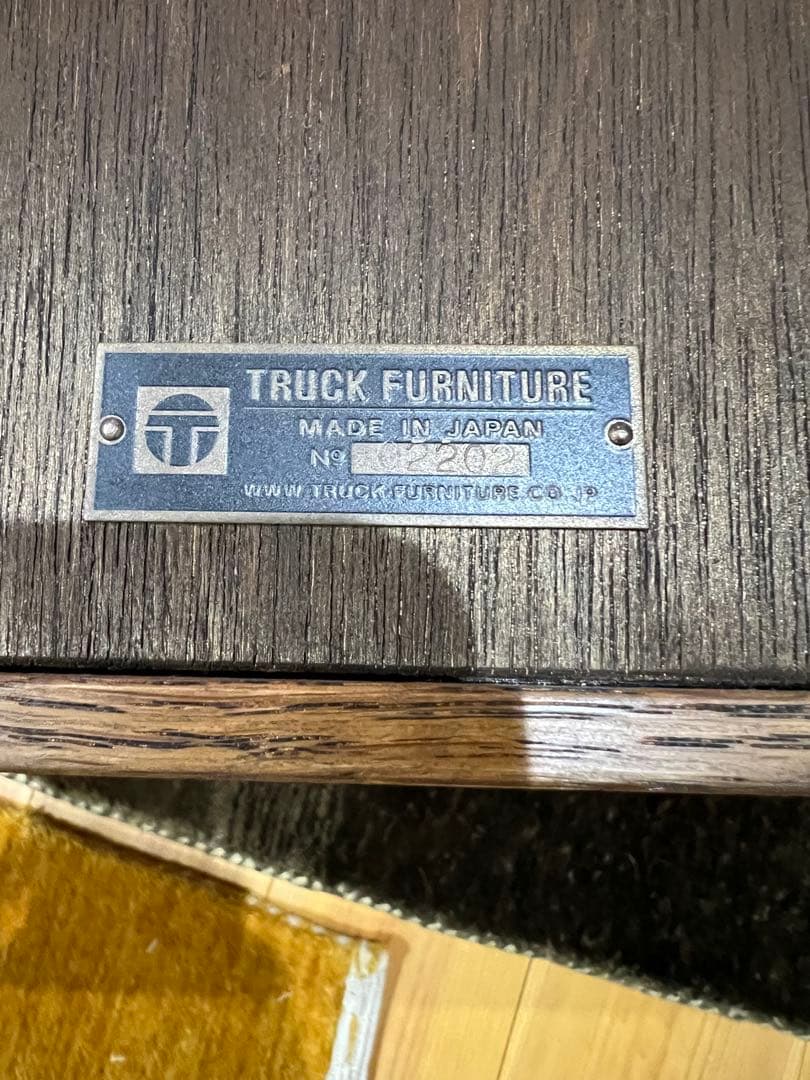 TRUCK FURNITURE
MADE IN JAPAN
Nº 02202
WWW.TRUCK-FURNITURE.CO.JP